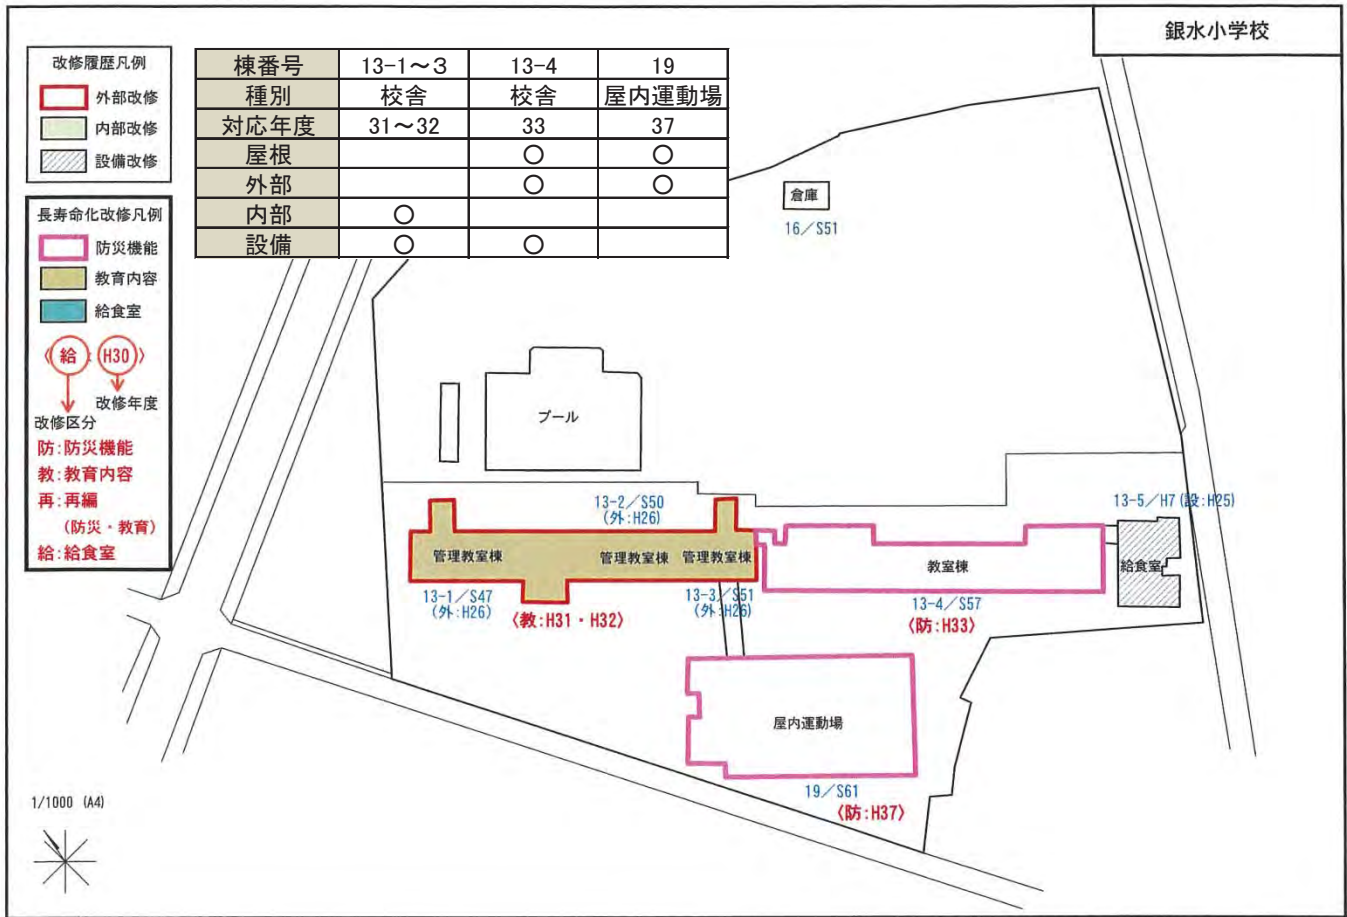 銀水小学校
改修履歴凡例
外部改修
内部改修
設備改修
棟番号 13-1～3 13-4 19
種別 校舎 校舎 屋内運動場
対応年度 31～32 33 37
屋根 ○ ○
外部 ○ ○
内部 ○
設備 ○ ○
長寿命化改修凡例
防災機能
教育内容
給食室
〈給:H30〉
改修年度
改修区分
防:防災機能
教:教育内容
再:再編
(防災・教育)
給:給食室
倉庫
16/S51
プール
13-2/S50
(外:H26)
13-5/H7(設:H25)
管理教室棟
管理教室棟
管理教室棟
教室棟
給食室
13-1/S47
(外:H26)
〈教:H31・H32〉
13-3/S51
(外:H26)
13-4/S57
〈防:H33〉
屋内運動場
19/S61
〈防:H37〉
1/1000 (A4)